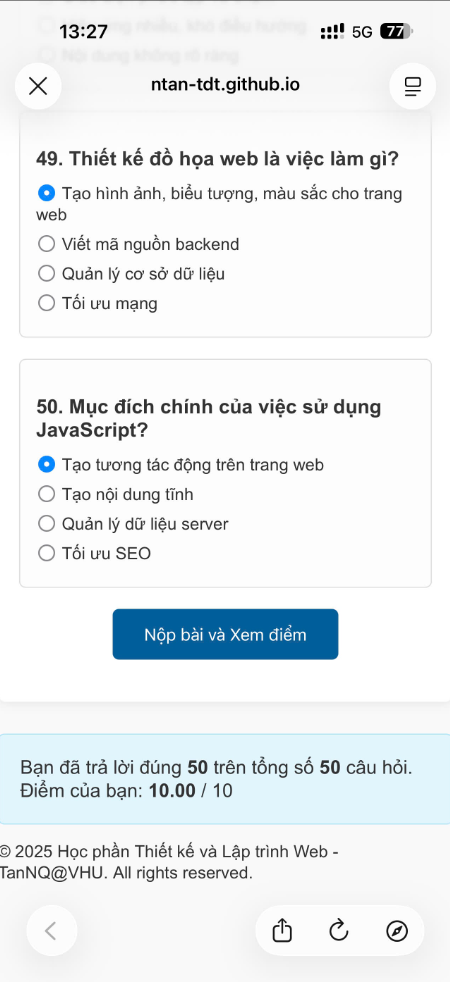 13:27
5G
77
ntan-tdt.github.io
49. Thiết kế đồ họa web là việc làm gì?
Tạo hình ảnh, biểu tượng, màu sắc cho trang
web
Viết mã nguồn backend
Quản lý cơ sở dữ liệu
Tối ưu mạng
50. Mục đích chính của việc sử dụng
JavaScript?
Tạo tương tác động trên trang web
Tạo nội dung tĩnh
Quản lý dữ liệu server
Tối ưu SEO
Nộp bài và Xem điểm
Bạn đã trả lời đúng 50 trên tổng số 50 câu hỏi.
Điểm của bạn: 10.00 / 10
© 2025 Học phần Thiết kế và Lập trình Web -
TanNQ@VHU. All rights reserved.